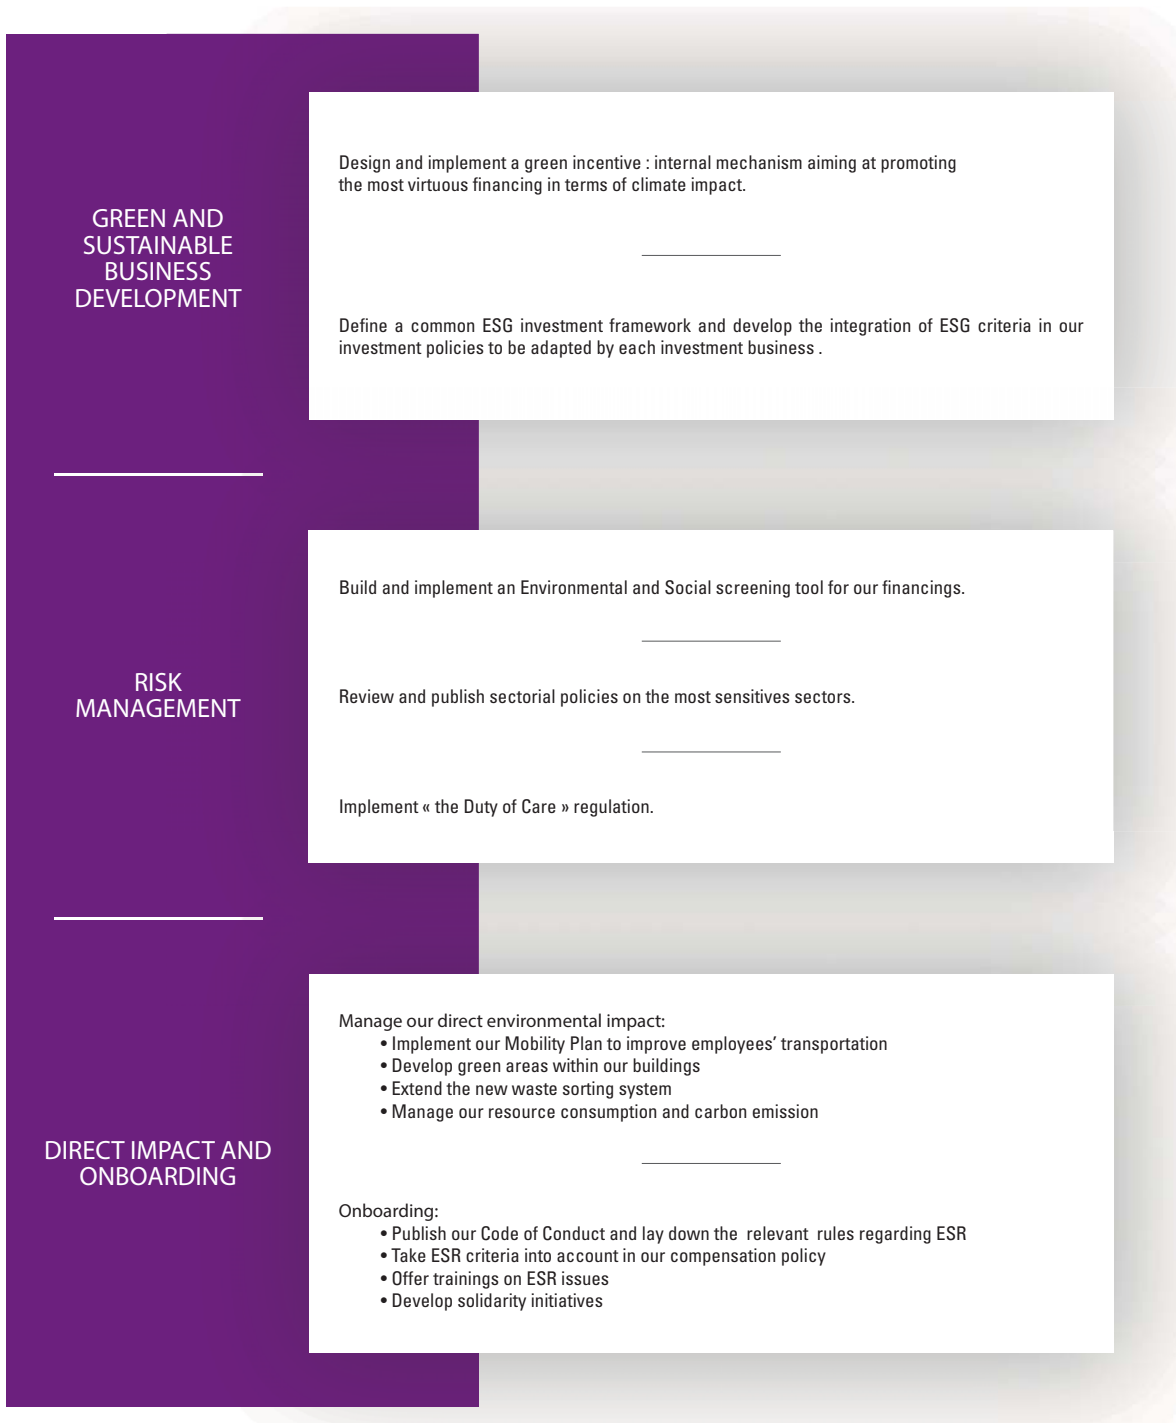 GREEN AND
SUSTAINABLE
BUSINESS
DEVELOPMENT
Design and implement a green incentive : internal mechanism aiming at promoting
the most virtuous financing in terms of climate impact.
Define a common ESG investment framework and develop the integration of ESG criteria in our
investment policies to be adapted by each investment business .
RISK
MANAGEMENT
Build and implement an Environmental and Social screening tool for our financings.
Review and publish sectorial policies on the most sensitives sectors.
Implement « the Duty of Care » regulation.
DIRECT IMPACT AND
ONBOARDING
Manage our direct environmental impact:
• Implement our Mobility Plan to improve employees’ transportation
• Develop green areas within our buildings
• Extend the new waste sorting system
• Manage our resource consumption and carbon emission
Onboarding:
• Publish our Code of Conduct and lay down the relevant rules regarding ESR
• Take ESR criteria into account in our compensation policy
• Offer trainings on ESR issues
• Develop solidarity initiatives